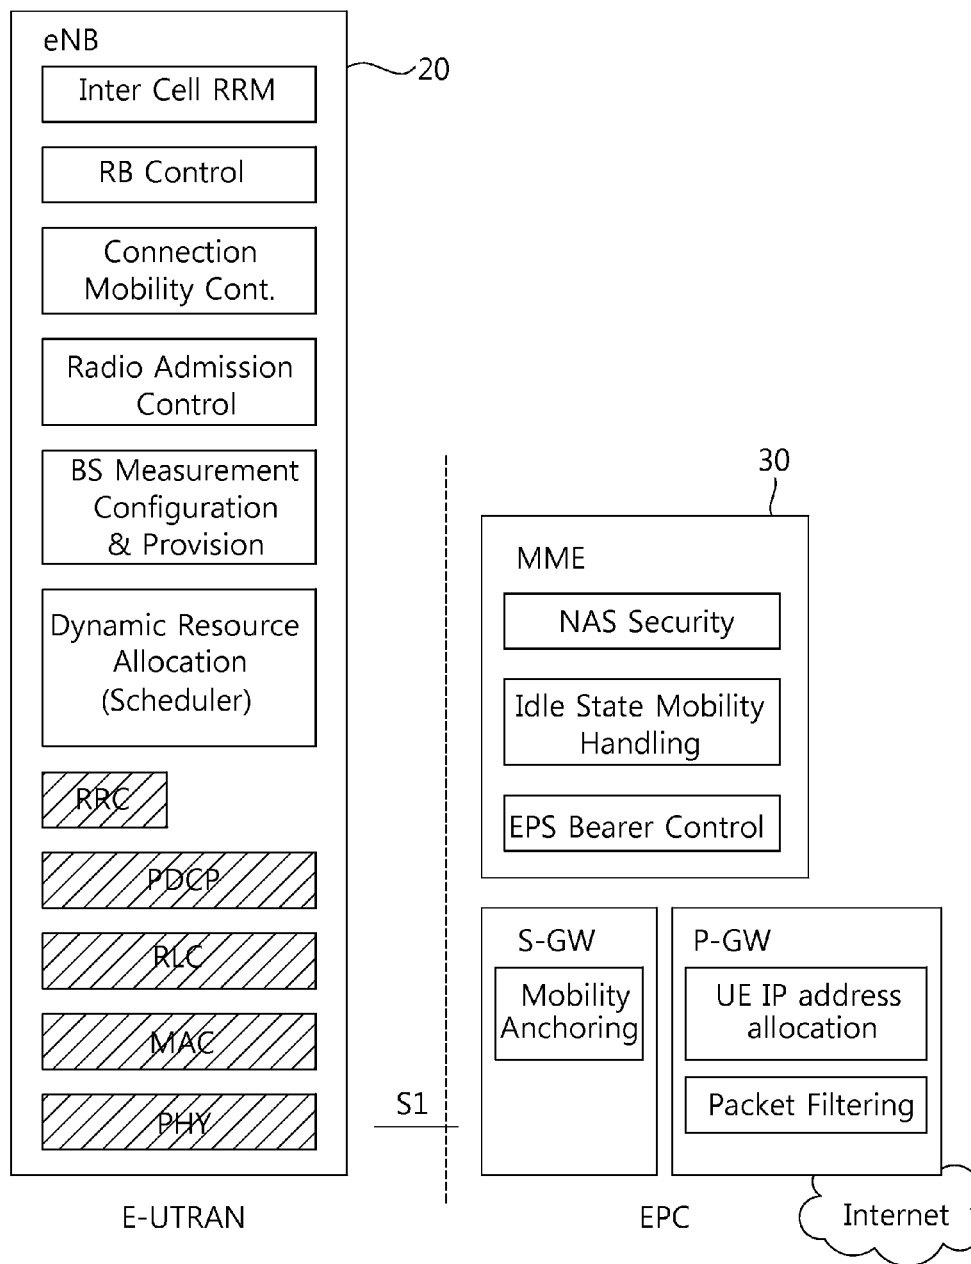 eNB
20
Inter Cell RRM
RB Control
Connection
Mobility Cont.
Radio Admission
Control
BS Measurement
Configuration
& Provision
Dynamic Resource
Allocation
(Scheduler)
RRC
PDCP
RLC
MAC
PHY
E-UTRAN
S1
30
MME
NAS Security
Idle State Mobility
Handling
EPS Bearer Control
S-GW
Mobility
Anchoring
P-GW
UE IP address
allocation
Packet Filtering
EPC
Internet